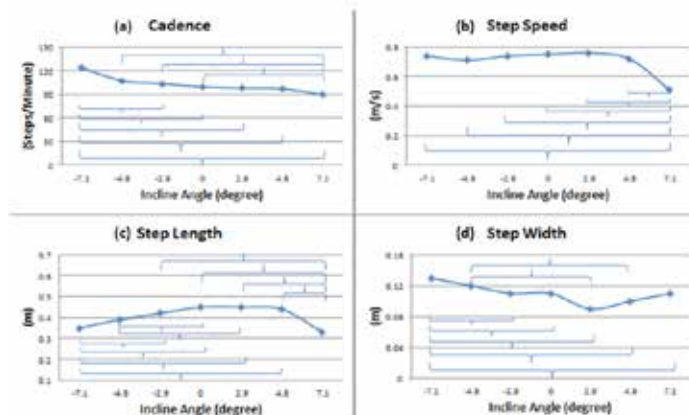 (a) Cadence
(Steps/Minute)
150
120
90
60
30
0
-7.1 -4.8 -2.9 0 2.9 4.8 7.1
Incline Angle (degree)
(b) Step Speed
(m/s)
0.8
0.6
0.4
0.2
0
-7.1 -4.8 -2.9 0 2.9 4.8 7.1
Incline Angle (degree)
(c) Step Length
(m)
0.7
0.6
0.5
0.4
0.3
0.2
0.1
-7.1 -4.8 -2.9 0 2.9 4.8 7.1
Incline Angle (degree)
(d) Step Width
(m)
0.16
0.12
0.08
0.04
0
-7.1 -4.8 -2.9 0 2.9 4.8 7.1
Incline Angle (degree)